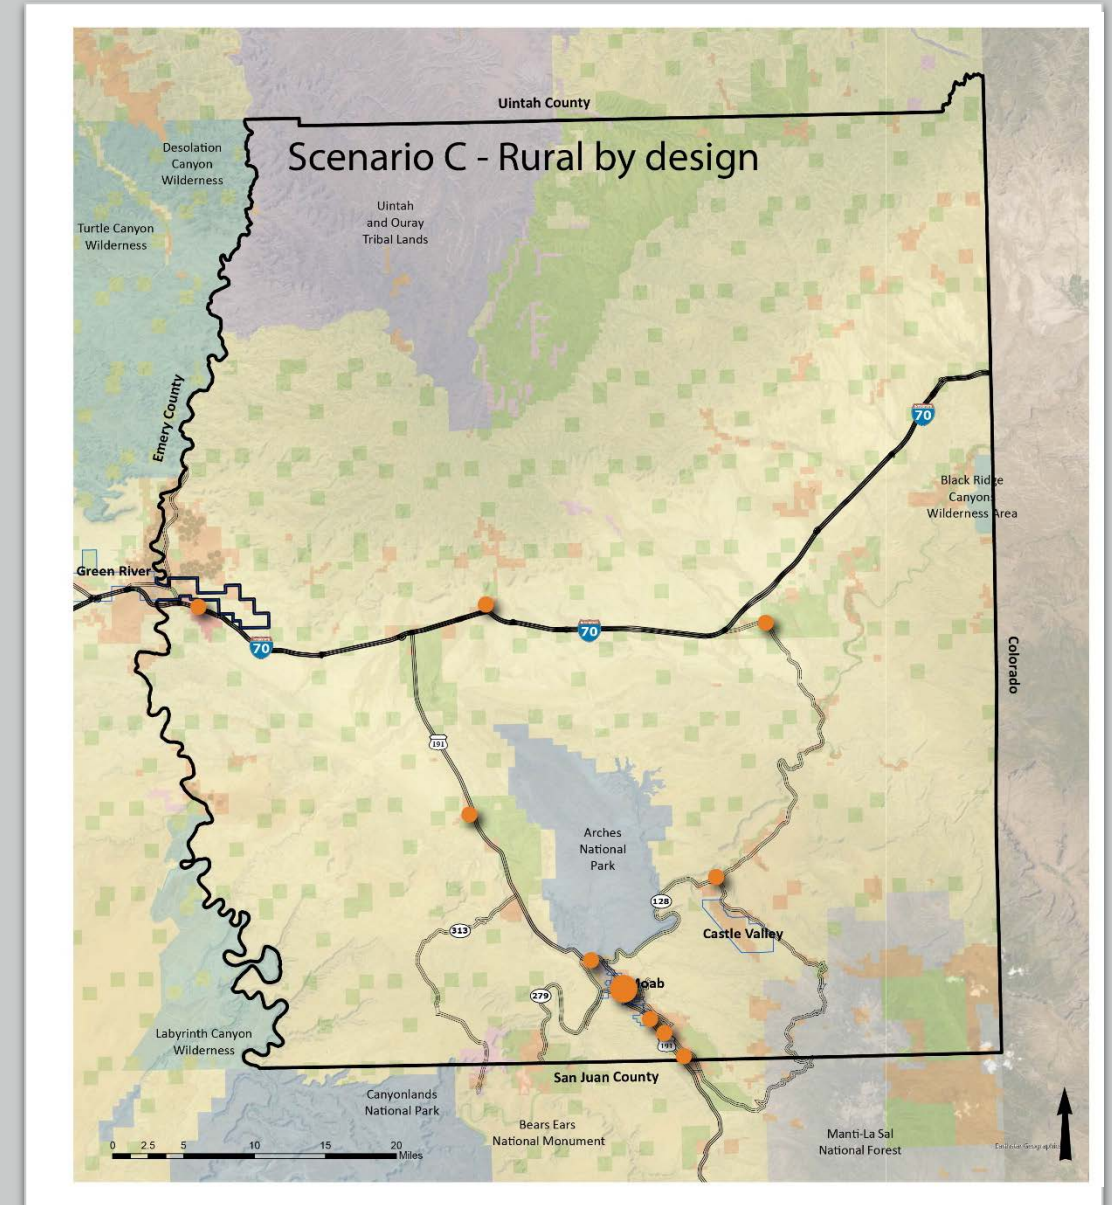 Uintah County
Scenario C - Rural by design
Desolation
Canyon
Wilderness
Uintah
and Ouray
Tribal Lands
Turtle Canyon
Wilderness
Emery County
70
Black Ridge
Canyons
Wilderness Area
Green River
70
70
Colorado
191
Arches
National
Park
128
313
Castle Valley
Moab
279
191
Labyrinth Canyon
Wilderness
San Juan County
Canyonlands
National Park
Bears Ears
National Monument
Manti-La Sal
National Forest
0 2.5 5 10 15 20
Miles